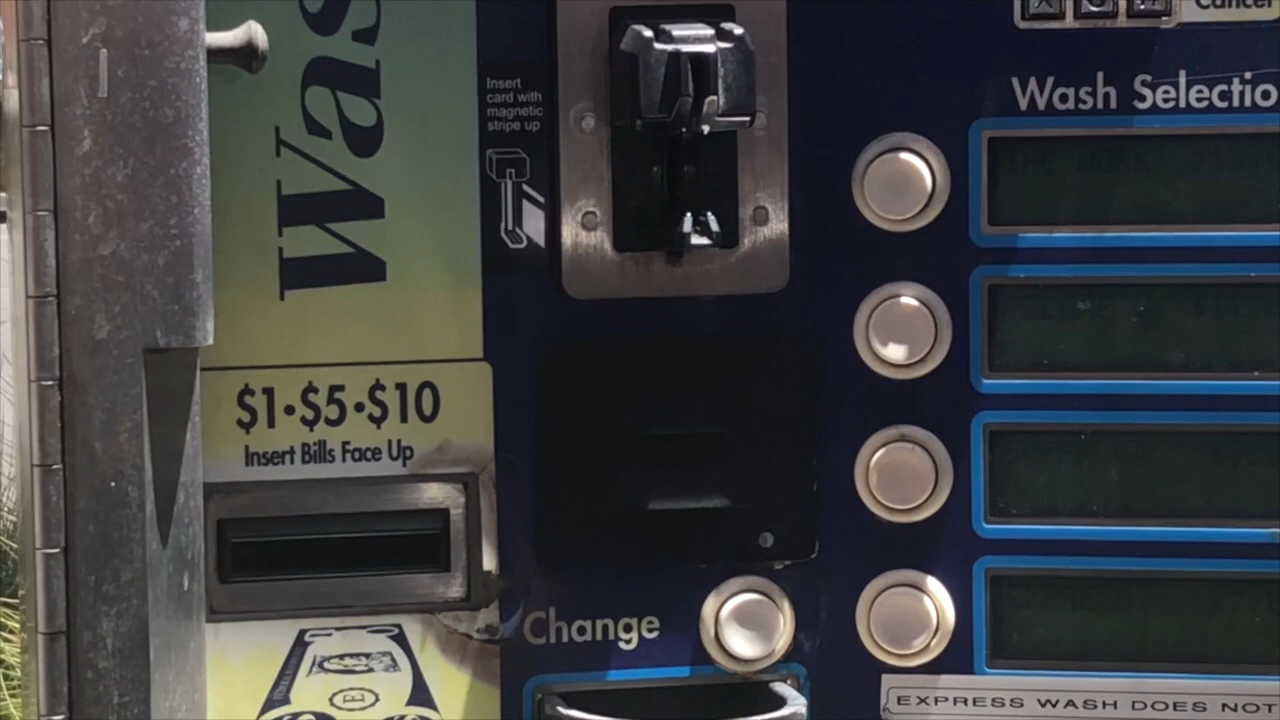 Was
Insert
card with
magnetic
stripe up
Cancel
Wash Selectio
$1•$5•$10
Insert Bills Face Up
Change
EXPRESS WASH DOES NOT